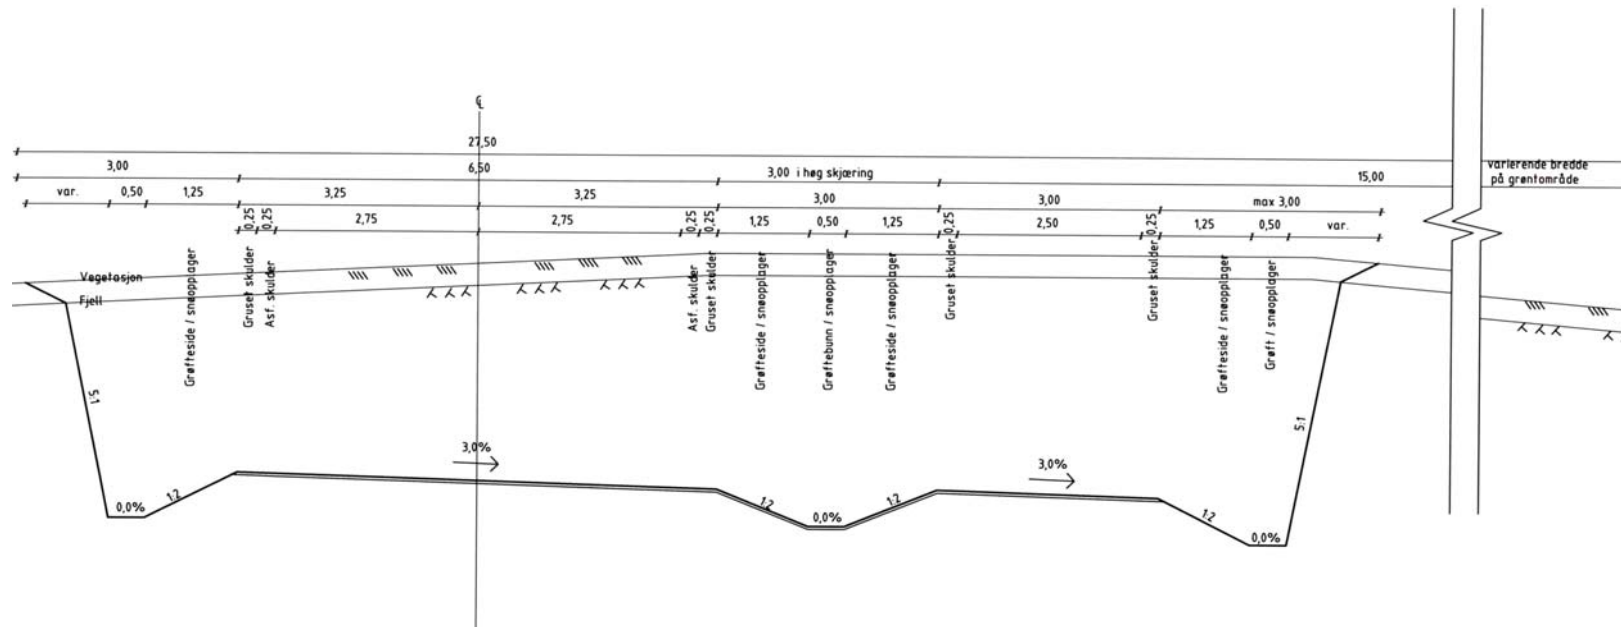 ℄
27,50
3,00 6,50 3,00 i høg skjæring 15,00
varierende bredde
på grøntområde
var. 0,50 1,25 3,25 3,25 3,00 3,00 max 3,00
0,25 0,25 2,75 2,75 0,25 0,25 1,25 0,50 1,25 0,25 2,50 0,25 1,25 0,50 var.
Vegetasjon
Fjell
Grøfteside / snøopplager
Gruset skulder
Asf. skulder
Asf. skulder
Gruset skulder
Grøfteside / snøopplager
Grøftebunn / snøopplager
Grøfteside / snøopplager
Gruset skulder
Gruset skulder
Grøfteside / snøopplager
Grøft / snøopplager
5:1
5:1
3,0%
3,0%
0,0%
1:2
1:2
0,0%
1:2
1:2
0,0%